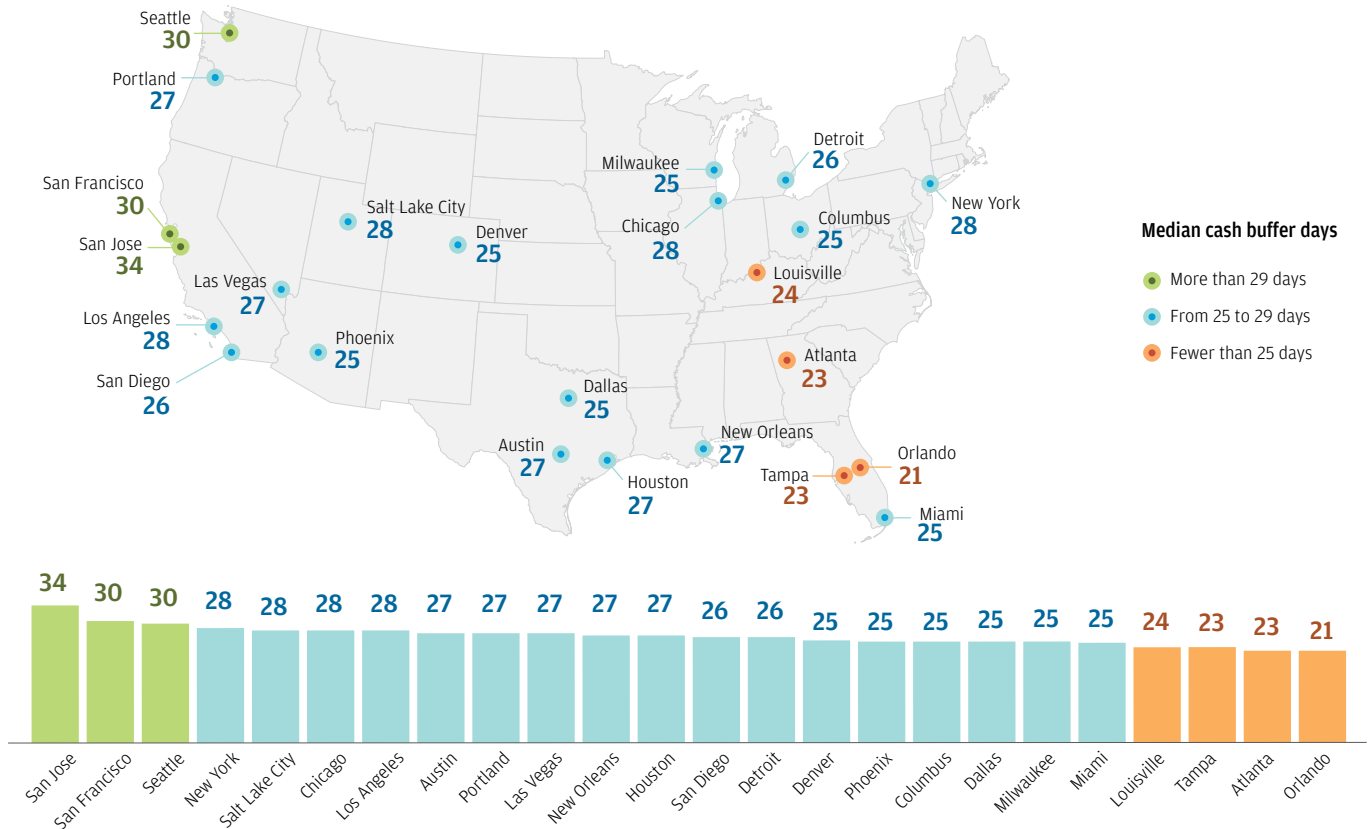 Seattle
30
Portland
27
San Francisco
30
San Jose
34
Las Vegas
27
Los Angeles
28
San Diego
26
Salt Lake City
28
Denver
25
Phoenix
25
Milwaukee
25
Chicago
28
Detroit
26
Columbus
25
Louisville
24
New York
28
Atlanta
23
Dallas
25
Austin
27
Houston
27
New Orleans
27
Tampa
23
Orlando
21
Miami
25
Median cash buffer days
More than 29 days
From 25 to 29 days
Fewer than 25 days
34 30 30 28 28 28 28 27 27 27 27 27 26 26 25 25 25 25 25 25 24 23 23 21
San Jose
San Francisco
Seattle
New York
Salt Lake City
Chicago
Los Angeles
Austin
Portland
Las Vegas
New Orleans
Houston
San Diego
Detroit
Denver
Phoenix
Columbus
Dallas
Milwaukee
Miami
Louisville
Tampa
Atlanta
Orlando